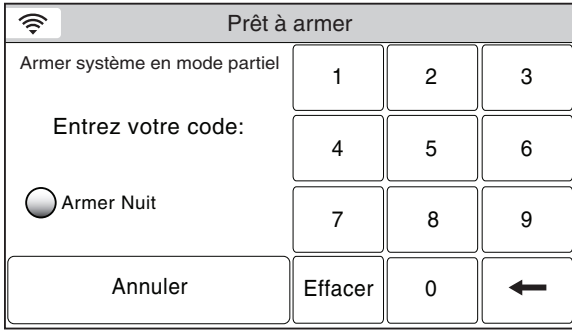 Prêt à armer
Armer système en mode partiel
Entrez votre code:
Armer Nuit
Annuler
1 2 3
4 5 6
7 8 9
Effacer 0